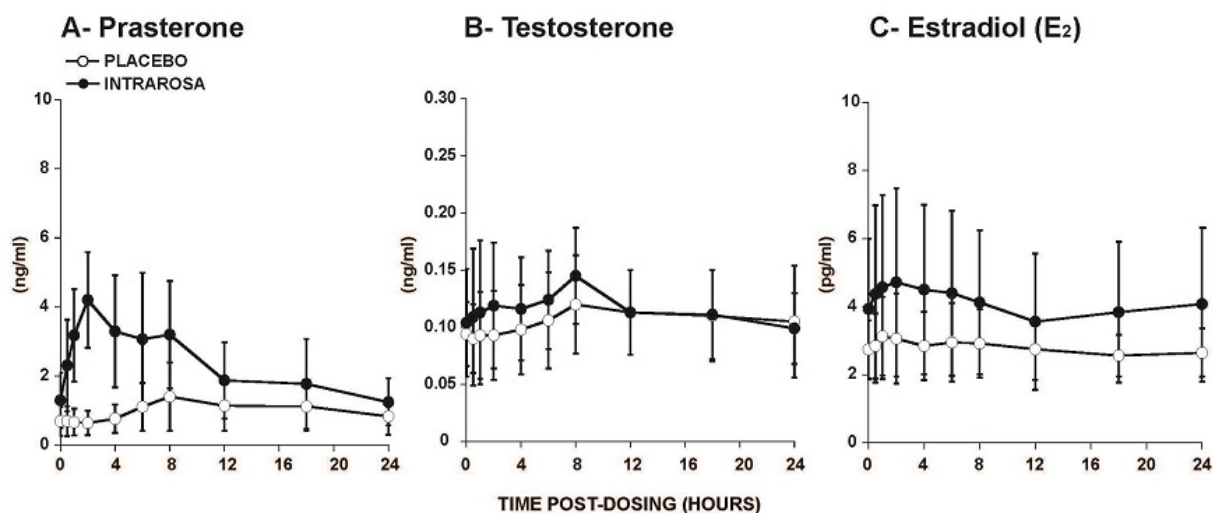 A- Prasterone
PLACEBO
INTRAROSA
10
8
6
4
2
0
(ng/ml)
0 4 8 12 16 20 24
B- Testosterone
0.30
0.25
0.20
0.15
0.10
0.05
0
(ng/ml)
0 4 8 12 16 20 24
C- Estradiol (E₂)
10
8
6
4
2
0
(pg/ml)
0 4 8 12 16 20 24
TIME POST-DOSING (HOURS)